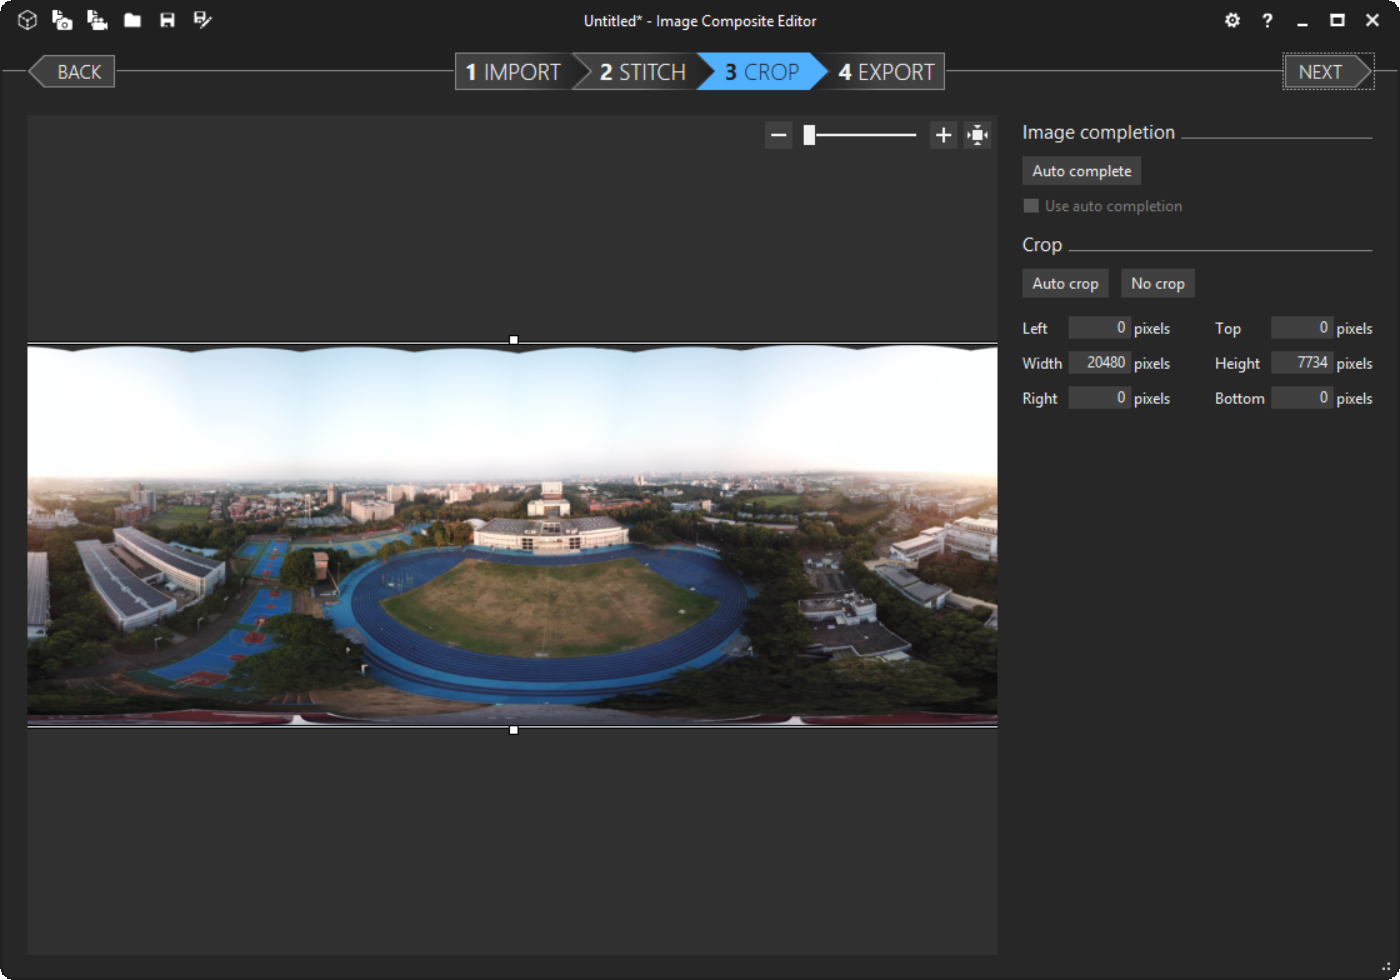 Untitled* - Image Composite Editor
BACK
1 IMPORT
2 STITCH
3 CROP
4 EXPORT
NEXT
Image completion
Auto complete
Use auto completion
Crop
Auto crop
No crop
Left 0 pixels Top 0 pixels
Width 20480 pixels Height 7734 pixels
Right 0 pixels Bottom 0 pixels